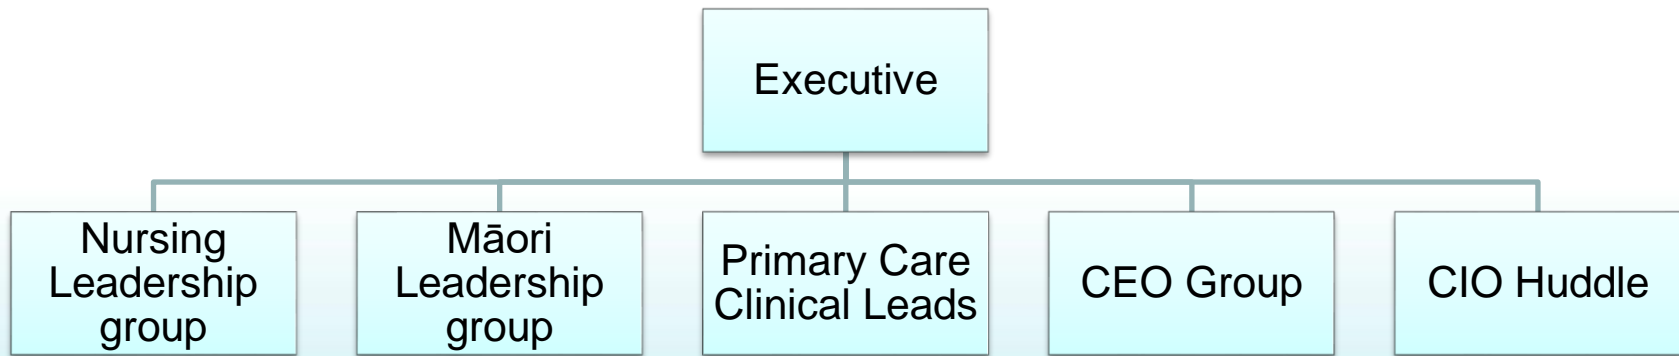 Executive
Nursing
Leadership
group
Māori
Leadership
group
Primary Care
Clinical Leads
CEO Group
CIO Huddle